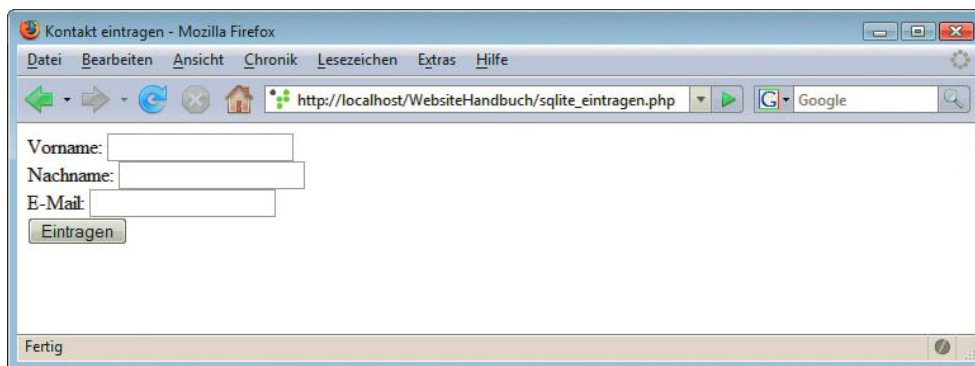 Kontakt eintragen - Mozilla Firefox
Datei Bearbeiten Ansicht Chronik Lesezeichen Extras Hilfe
http://localhost/WebsiteHandbuch/sqlite_eintragen.php G Google
Vorname:
Nachname:
E-Mail:
Eintragen
Fertig